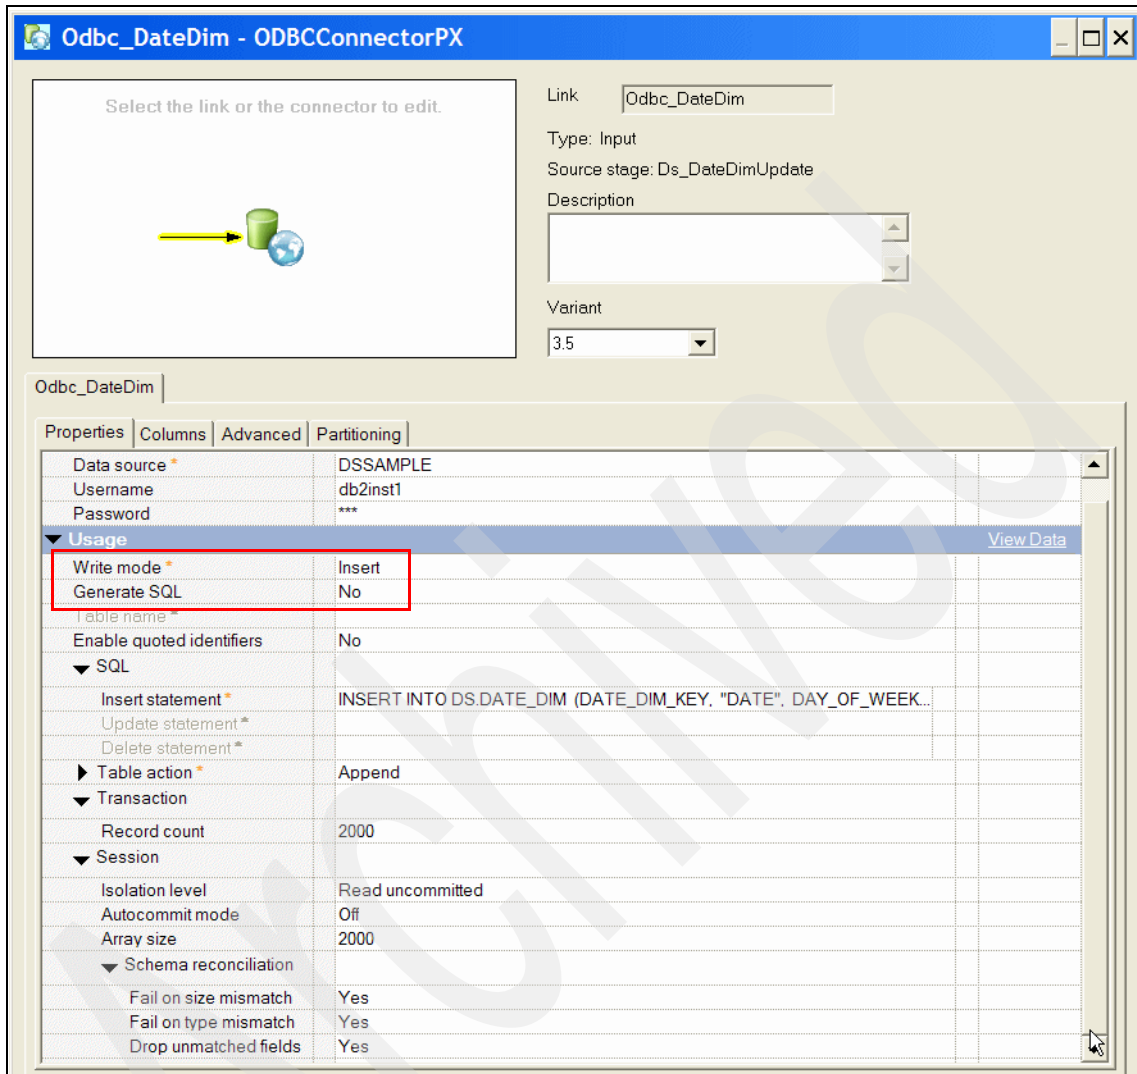 Odbc_DateDim - ODBCConnectorPX
Select the link or the connector to edit.
Link Odbc_DateDim
Type: Input
Source stage: Ds_DateDimUpdate
Description
Variant
3.5
Odbc_DateDim
Properties Columns Advanced Partitioning
Data source * DSSAMPLE
Username db2inst1
Password ***
Usage View Data
Write mode * Insert
Generate SQL No
Table name *
Enable quoted identifiers No
SQL
Insert statement * INSERT INTO DS.DATE_DIM (DATE_DIM_KEY, "DATE", DAY_OF_WEEK...
Update statement *
Delete statement *
Table action * Append
Transaction
Record count 2000
Session
Isolation level Read uncommitted
Autocommit mode Off
Array size 2000
Schema reconciliation
Fail on size mismatch Yes
Fail on type mismatch Yes
Drop unmatched fields Yes
Archived